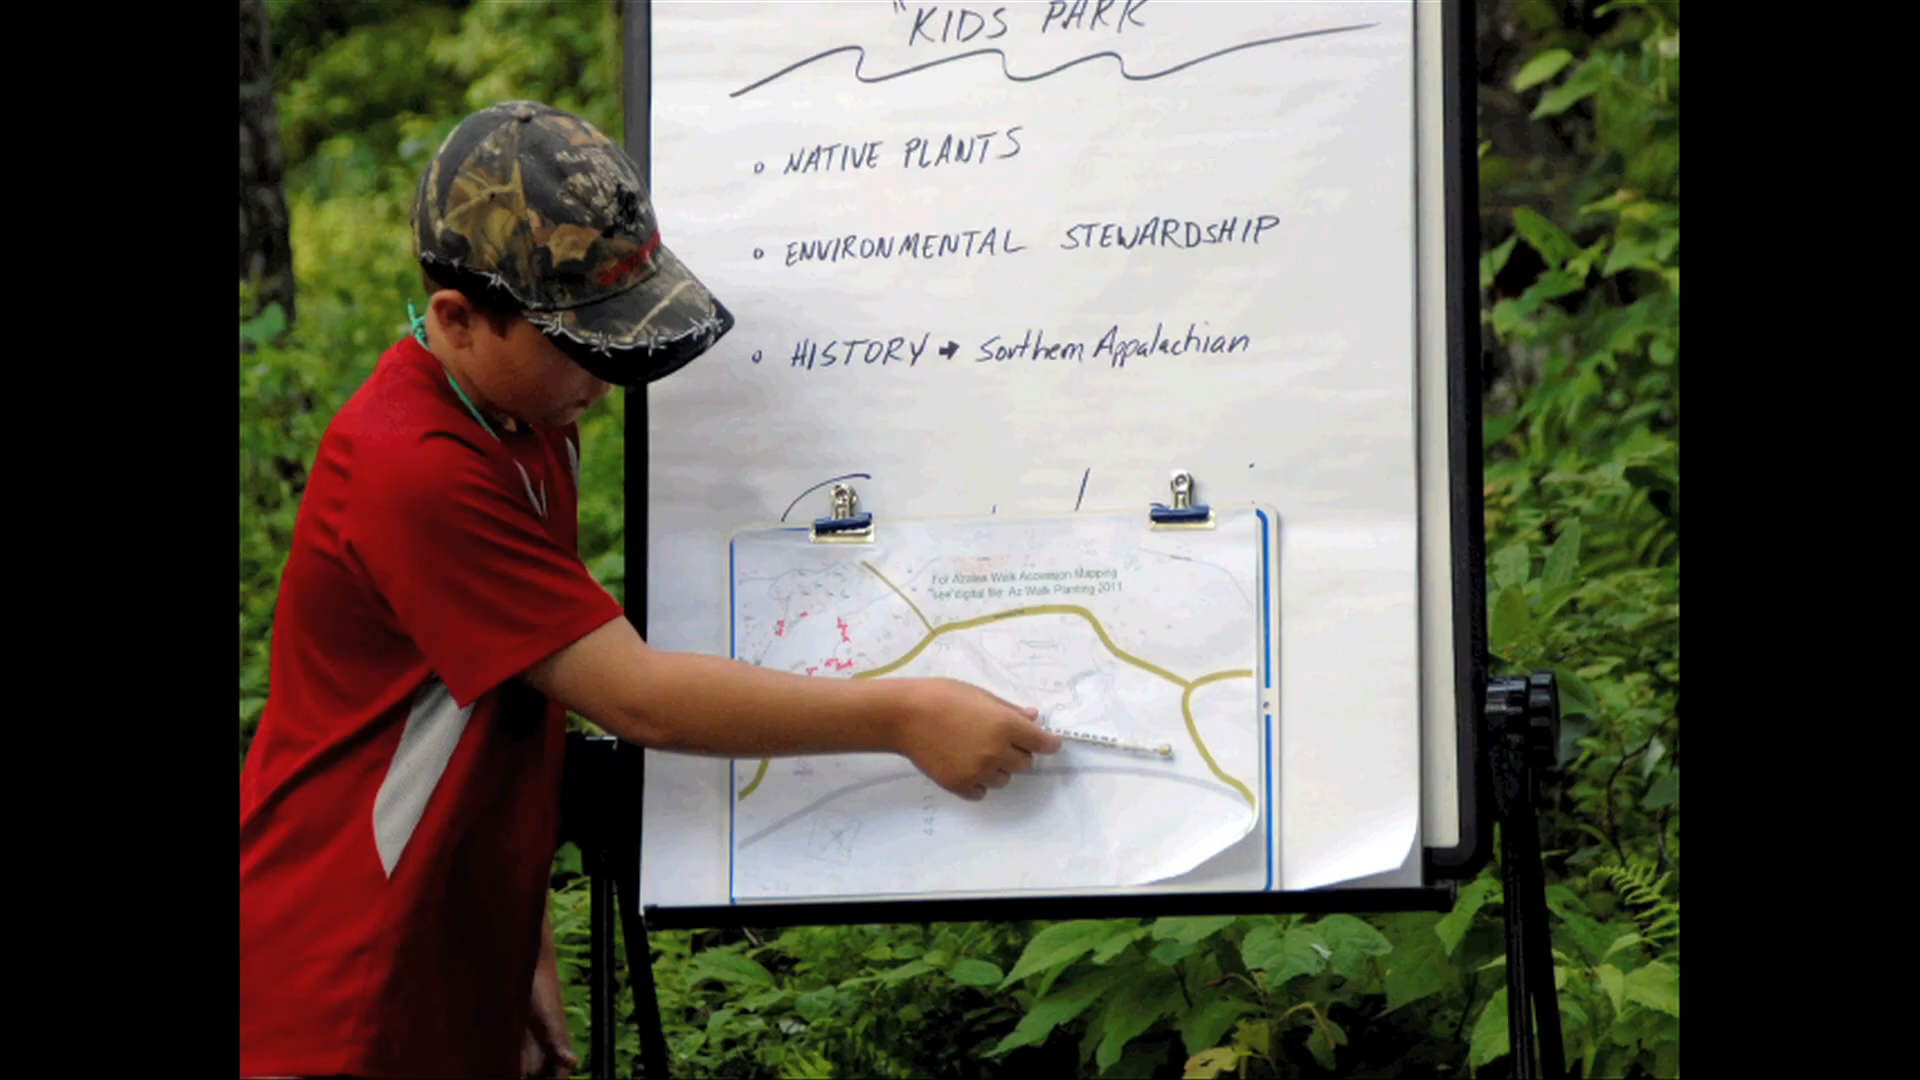 "KIDS PARK
o NATIVE PLANTS
o ENVIRONMENTAL STEWARDSHIP
o HISTORY → Sorthern Appalachian
For Azalea Walk Accession Mapping
"see" digital file: Az Walk Planting 2011